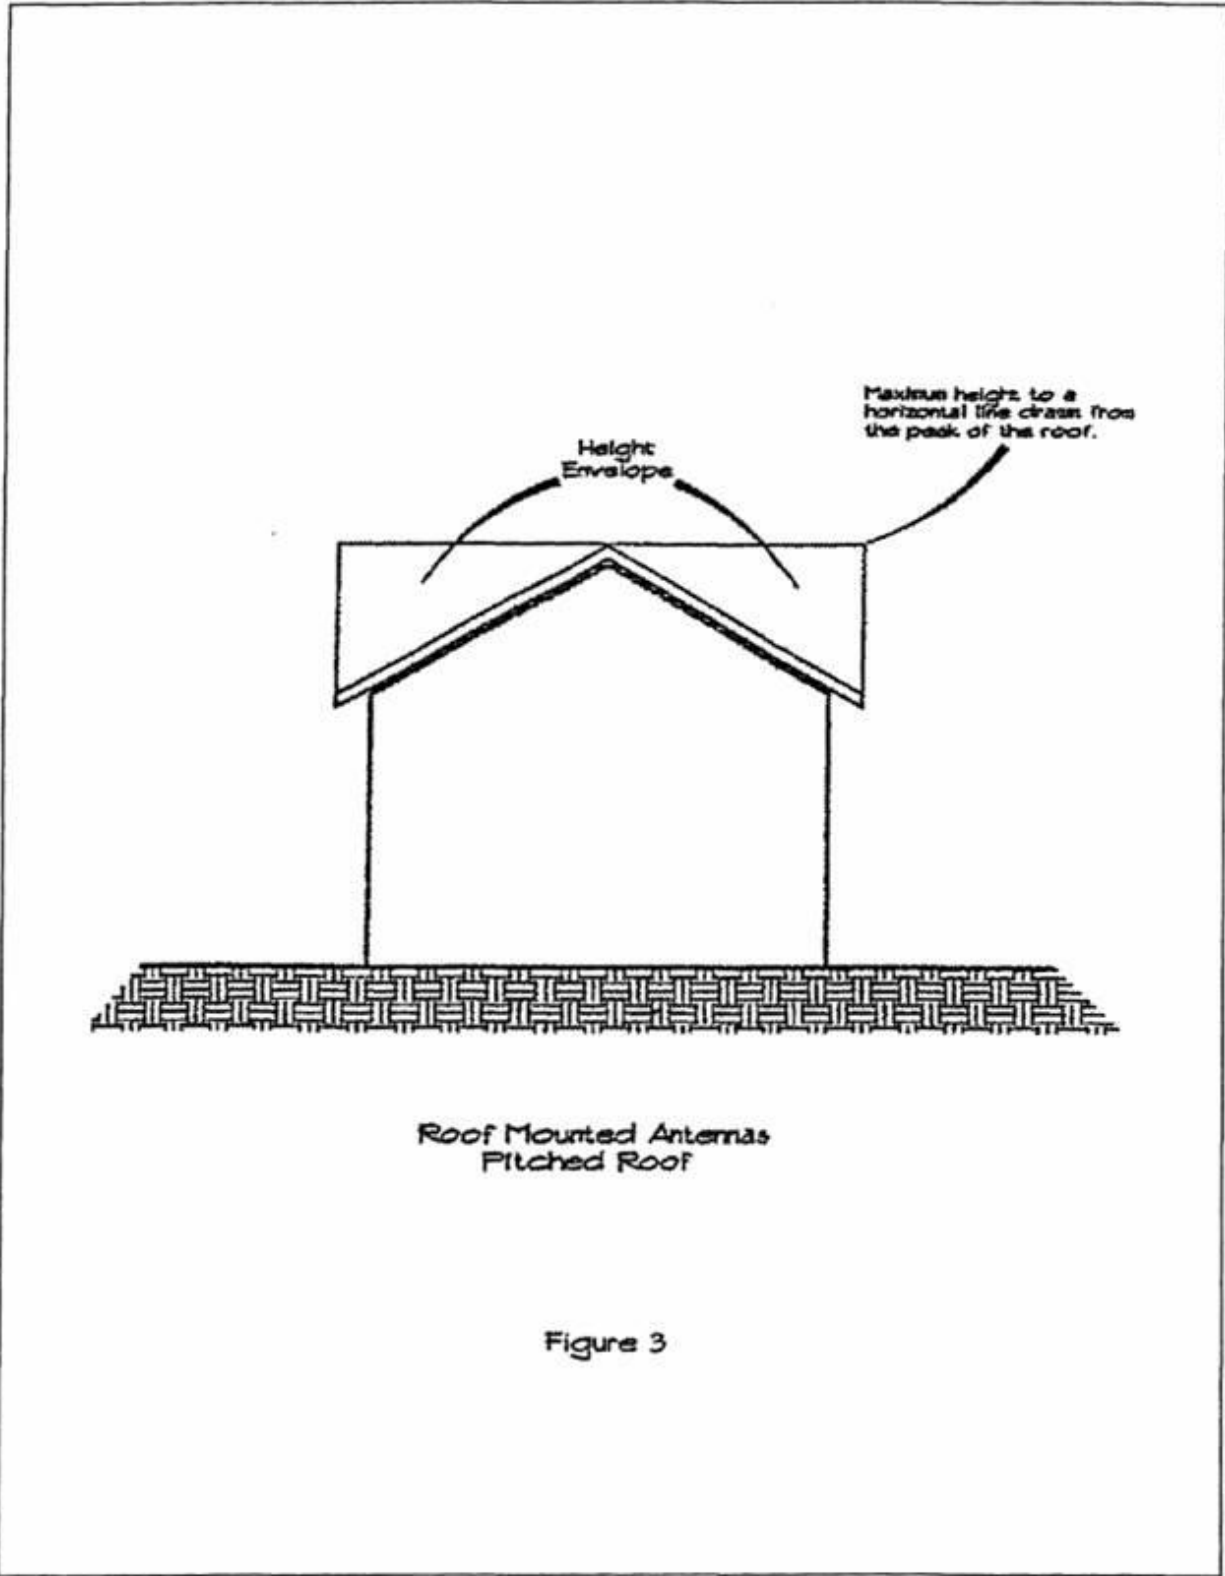 Maximum height to a
horizontal line drawn from
the peak of the roof.
Height
Envelope
Roof Mounted Antennas
Pitched Roof
Figure 3